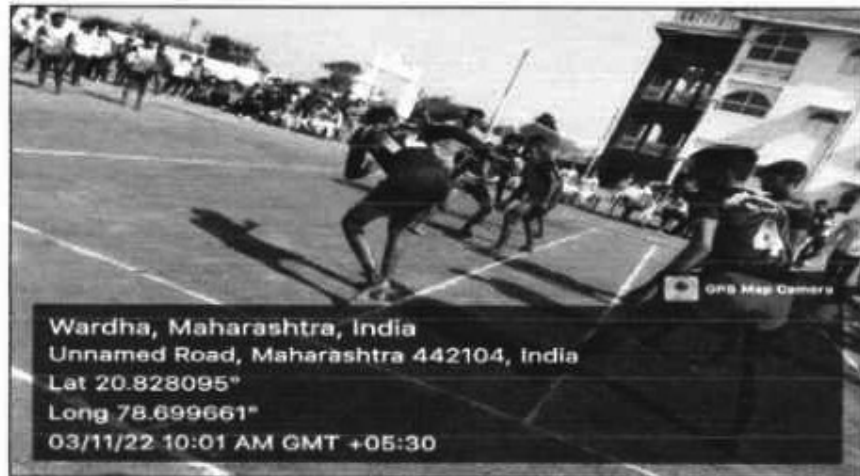 4
GPS Map Camera
Wardha, Maharashtra, India
Unnamed Road, Maharashtra 442104, India
Lat 20.828095°
Long 78.699661°
03/11/22 10:01 AM GMT +05:30